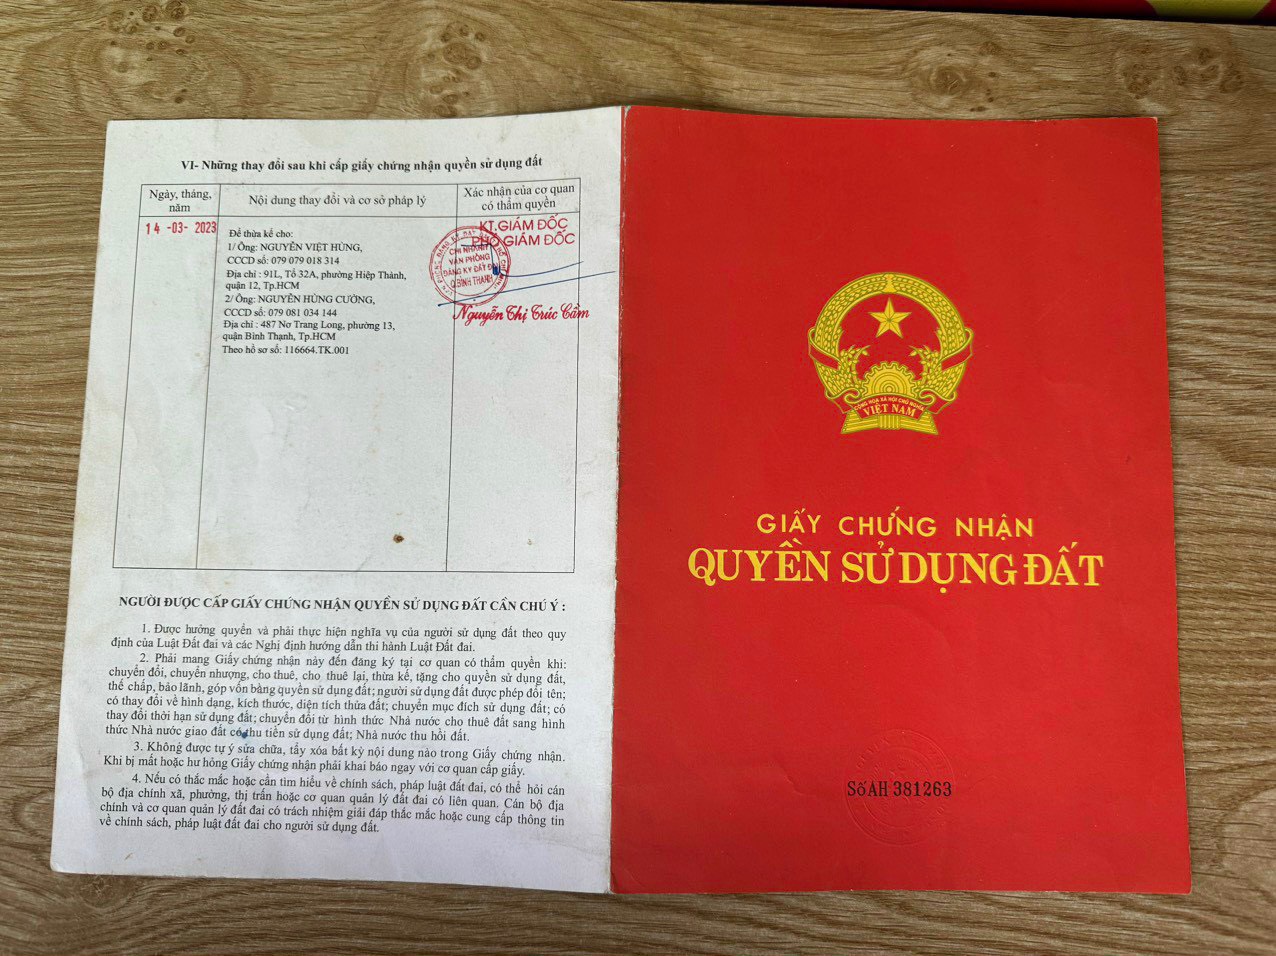 VI- Những thay đổi sau khi cấp giấy chứng nhận quyền sử dụng đất
Ngày, tháng, năm
Nội dung thay đổi và cơ sở pháp lý
Xác nhận của cơ quan có thẩm quyền
14 -03- 2023
Để thừa kế cho:
1/ Ông: NGUYỄN VIỆT HÙNG,
CCCD số: 079 079 018 314
Địa chỉ : 91L, Tổ 32A, phường Hiệp Thành,
quận 12, Tp.HCM
2/ Ông: NGUYỄN HÙNG CƯỜNG,
CCCD số: 079 081 034 144
Địa chỉ : 487 Nơ Trang Long, phường 13,
quận Bình Thạnh, Tp.HCM
Theo hồ sơ số: 116664.TK.001
KT.GIÁM ĐỐC
PHÓ GIÁM ĐỐC
CHI NHÁNH
VĂN PHÒNG
ĐĂNG KÝ ĐẤT ĐAI
Q.BÌNH THẠNH
Nguyễn Thị Trúc Cầm
NGƯỜI ĐƯỢC CẤP GIẤY CHỨNG NHẬN QUYỀN SỬ DỤNG ĐẤT CẦN CHÚ Ý :
1. Được hưởng quyền và phải thực hiện nghĩa vụ của người sử dụng đất theo quy
định của Luật Đất đai và các Nghị định hướng dẫn thi hành Luật Đất đai.
2. Phải mang Giấy chứng nhận này đến đăng ký tại cơ quan có thẩm quyền khi:
chuyển đổi, chuyển nhượng, cho thuê, cho thuê lại, thừa kế, tặng cho quyền sử dụng đất,
thế chấp, bảo lãnh, góp vốn bằng quyền sử dụng đất; người sử dụng đất được phép đổi tên;
có thay đổi về hình dạng, kích thước, diện tích thửa đất; chuyển mục đích sử dụng đất; có
thay đổi thời hạn sử dụng đất; chuyển đổi từ hình thức Nhà nước cho thuê đất sang hình
thức Nhà nước giao đất có thu tiền sử dụng đất; Nhà nước thu hồi đất.
3. Không được tự ý sửa chữa, tẩy xóa bất kỳ nội dung nào trong Giấy chứng nhận.
Khi bị mất hoặc hư hỏng Giấy chứng nhận phải khai báo ngay với cơ quan cấp giấy.
4. Nếu có thắc mắc hoặc cần tìm hiểu về chính sách, pháp luật đất đai, có thể hỏi cán
bộ địa chính xã, phường, thị trấn hoặc cơ quan quản lý đất đai có liên quan. Cán bộ địa
chính và cơ quan quản lý đất đai có trách nhiệm giải đáp thắc mắc hoặc cung cấp thông tin
về chính sách, pháp luật đất đai cho người sử dụng đất.
CỘNG HÒA XÃ HỘI CHỦ NGHĨA
VIỆT NAM
GIẤY CHỨNG NHẬN
QUYỀN SỬ DỤNG ĐẤT
Số AH 381263